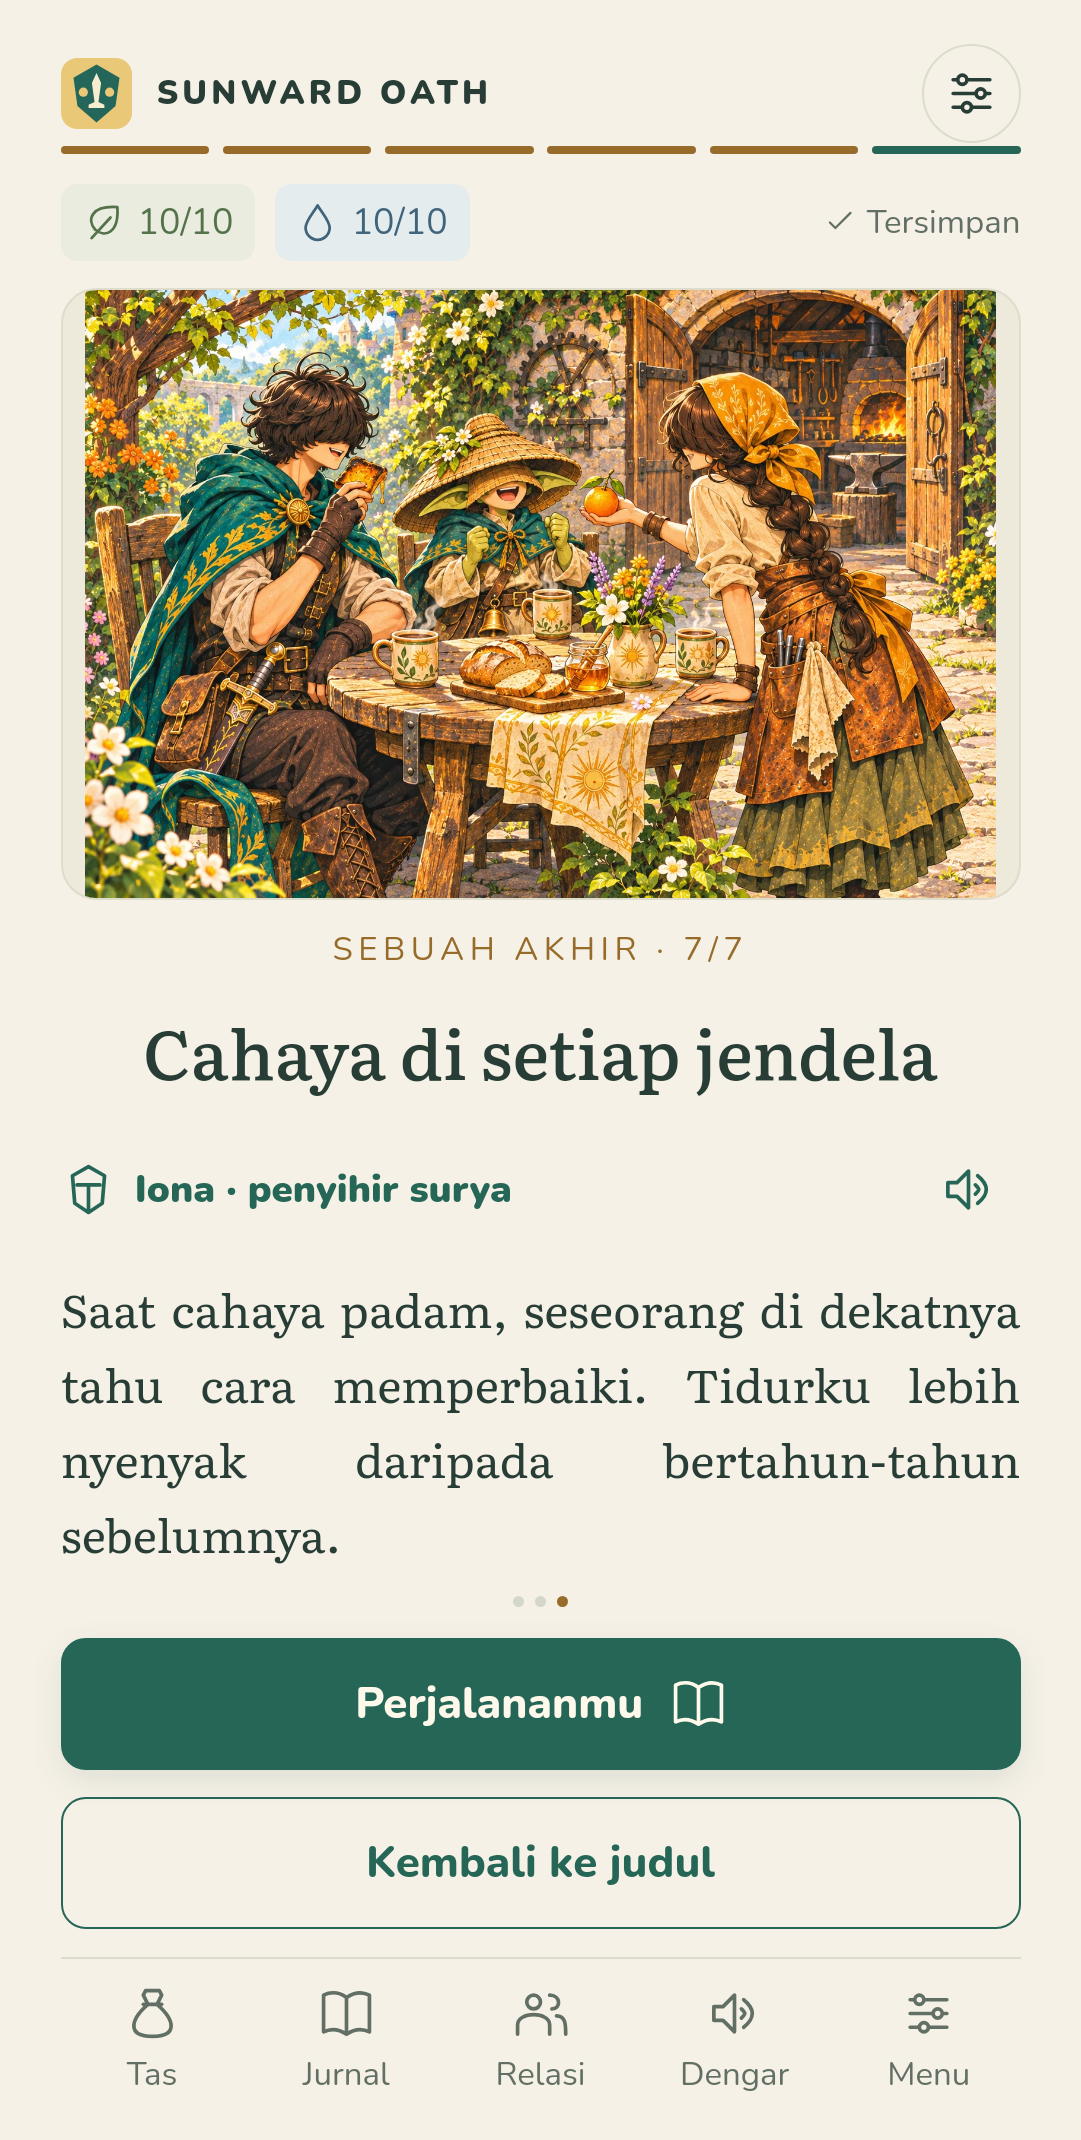 SUNWARD OATH
10/10 10/10 Tersimpan
SEBUAH AKHIR · 7/7
Cahaya di setiap jendela
Iona · penyihir surya
Saat cahaya padam, seseorang di dekatnya
tahu cara memperbaiki. Tidurku lebih
nyenyak daripada bertahun-tahun
sebelumnya.
Perjalananmu
Kembali ke judul
Tas Jurnal Relasi Dengar Menu